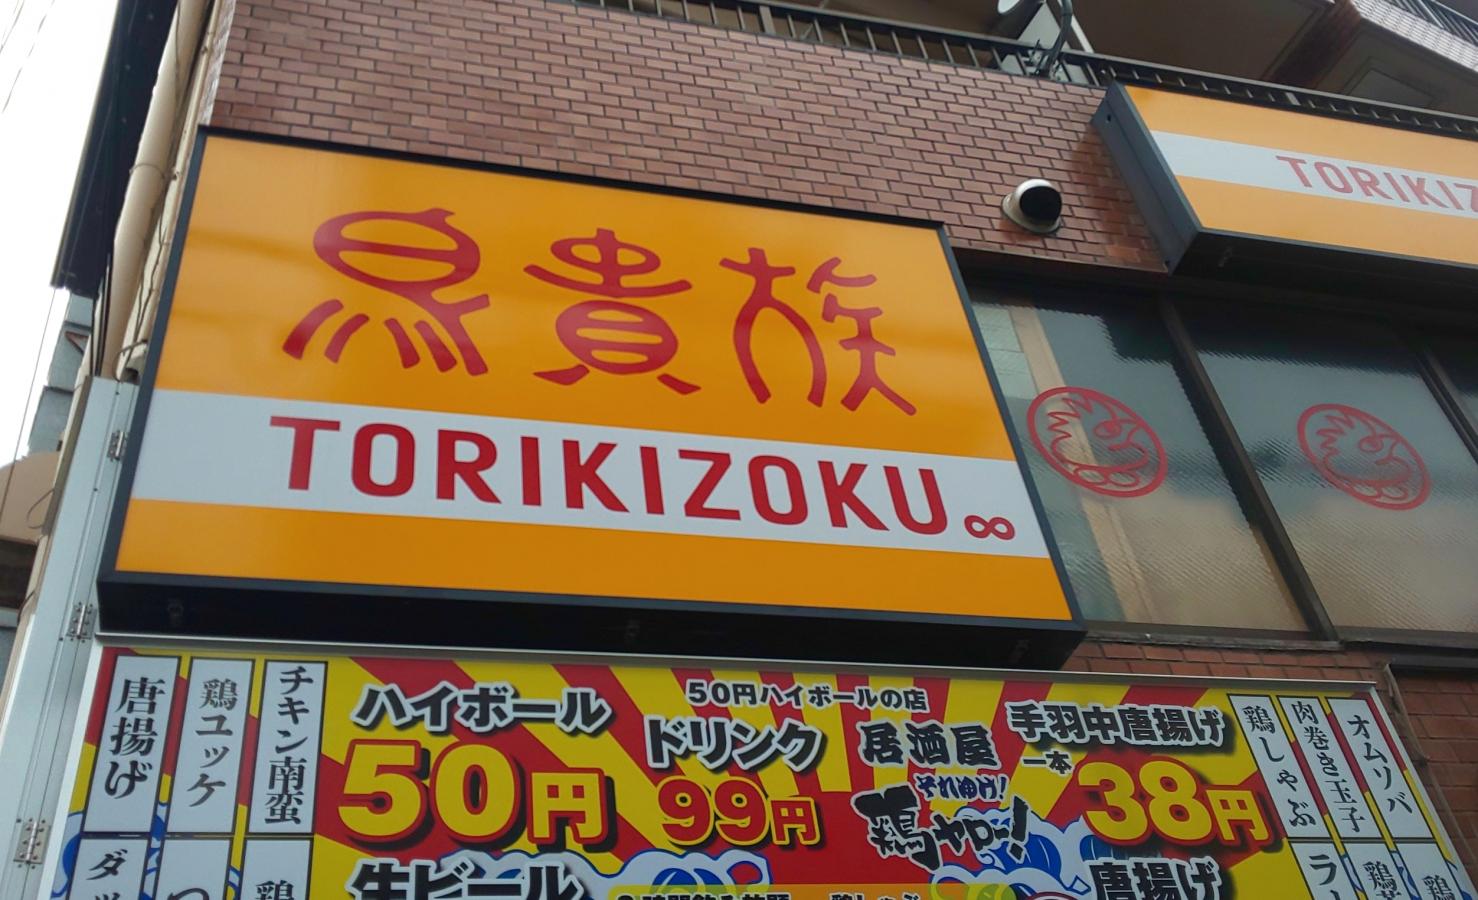 鳥貴族
TORIKIZOKU∞
TORIKIZ
唐揚げ
鶏ユッケ
チキン南蛮
ハイボール
50円
50円ハイボールの店
ドリンク
99円
居酒屋
それゆけ!
鶏ヤロー!
手羽中唐揚げ
一本
38円
鶏しゃぶ
肉巻き玉子
オムソバ
生ビール
唐揚げ
鶏
鶏